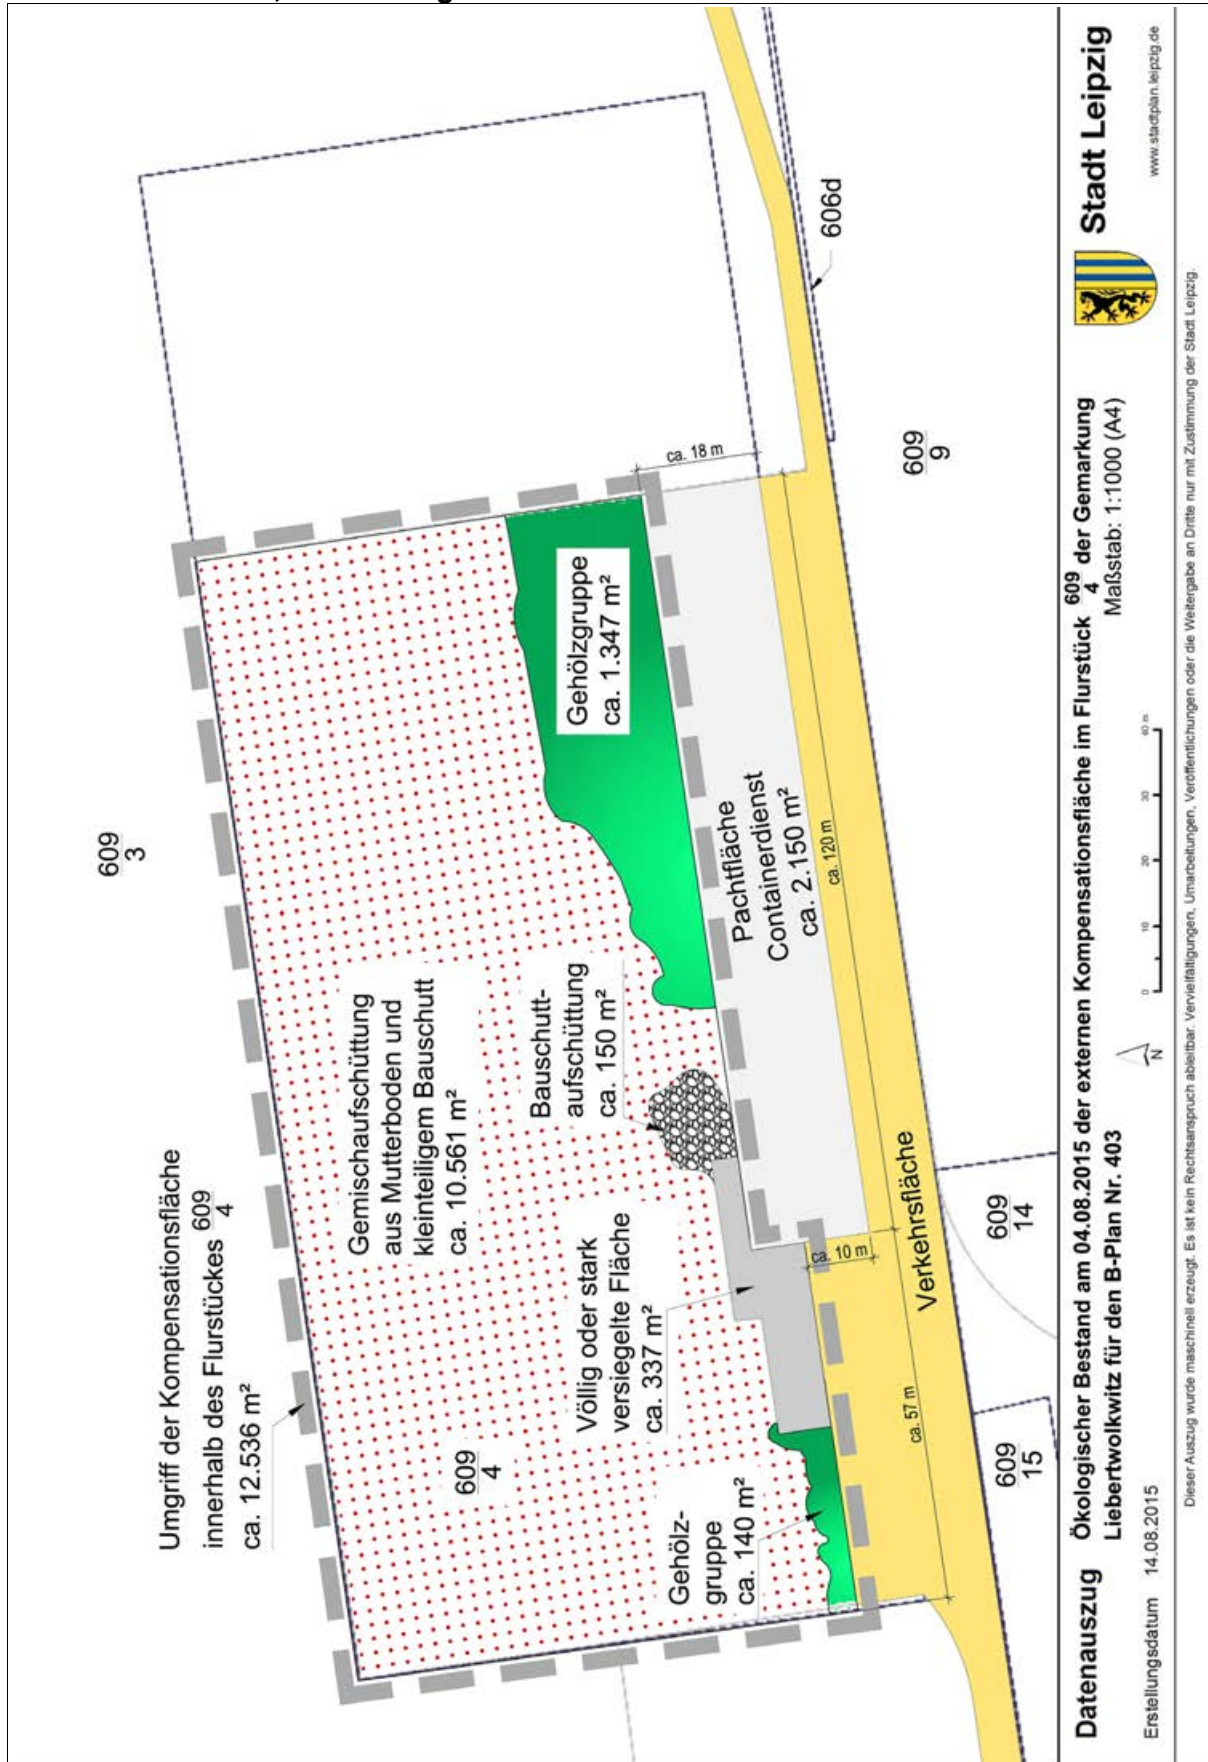 609
3
606d
609
9
ca. 18 m
Umgriff der Kompensationsfläche
innerhalb des Flurstückes 609
4
ca. 12.536 m²
Gemischaufschüttung
aus Mutterboden und
kleinteiligem Bauschutt
ca. 10.561 m²
Gehölzgruppe
ca. 1.347 m²
Bauschutt-
aufschüttung
ca. 150 m²
Pachtfläche
Containerdienst
ca. 2.150 m²
ca. 120 m
609
4
Völlig oder stark
versiegelte Fläche
ca. 337 m²
ca. 10 m
Gehölz-
gruppe
ca. 140 m²
ca. 57 m
Verkehrsfläche
609
14
609
15
Datenauszug
Ökologischer Bestand am 04.08.2015 der externen Kompensationsfläche im Flurstück 609
4 der Gemarkung
Liebertwolkwitz für den B-Plan Nr. 403
Maßstab: 1:1000 (A4)
Erstellungsdatum 14.08.2015
N
0 10 20 30 40 m
Stadt Leipzig
www.stadtplan.leipzig.de
Dieser Auszug wurde maschinell erzeugt. Es ist kein Rechtsanspruch ableitbar. Vervielfältigungen, Umarbeitungen, Veröffentlichungen oder die Weitergabe an Dritte nur mit Zustimmung der Stadt Leipzig.